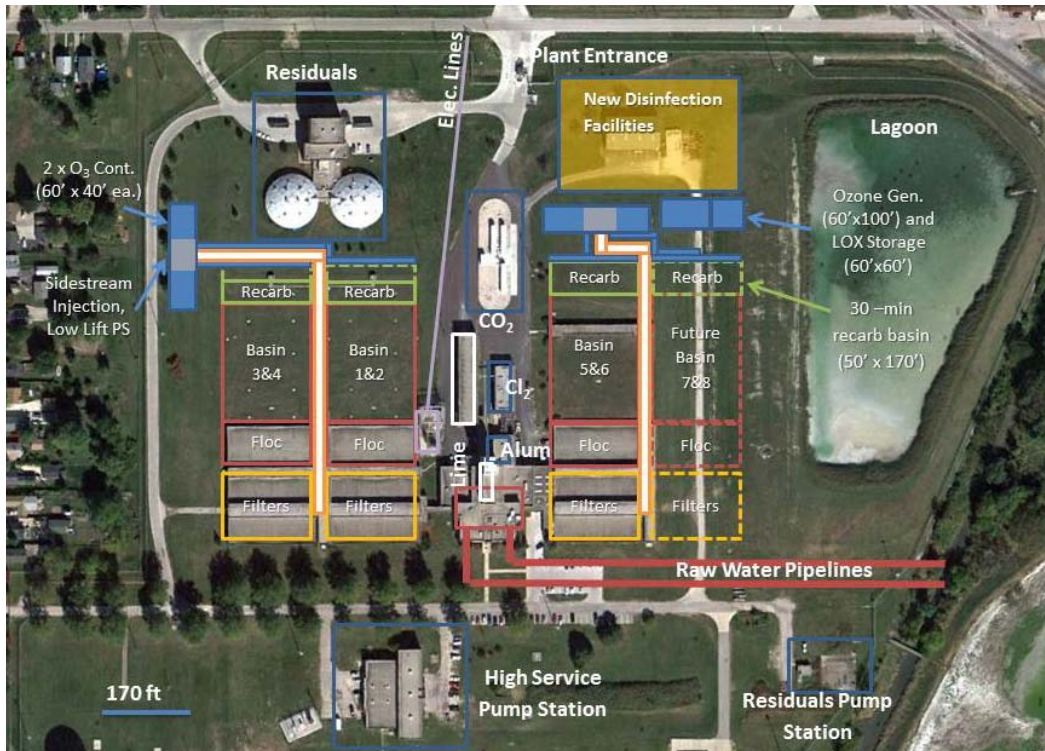 Plant Entrance
Residuals
Elec. Lines
New Disinfection
Facilities
Lagoon
2 x O₃ Cont.
(60’ x 40’ ea.)
Ozone Gen.
(60’x100’) and
LOX Storage
(60’x60’)
Sidestream
Injection,
Low Lift PS
Recarb
Recarb
Recarb
Recarb
CO₂
30 –min
recarb basin
(50’ x 170’)
Basin
3&4
Basin
1&2
Basin
5&6
Future
Basin
7&8
Cl₂
Floc
Floc
Lime
Alum
Floc
Floc
Filters
Filters
Filters
Filters
Raw Water Pipelines
170 ft
High Service
Pump Station
Residuals Pump
Station